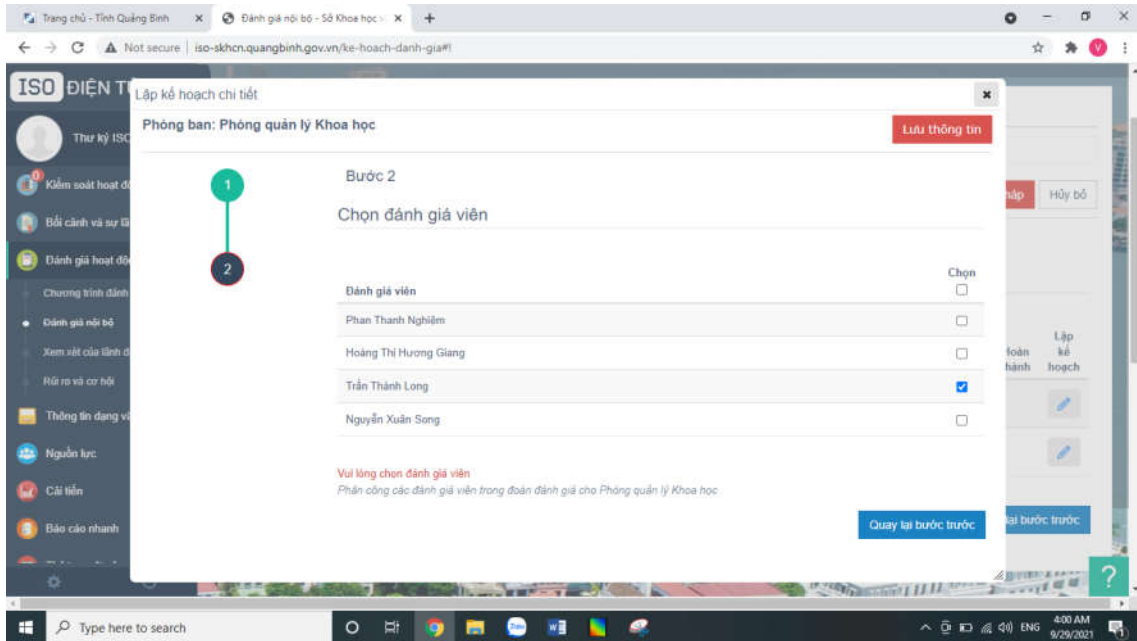 Trang chủ - Tỉnh Quảng Bình
Đánh giá nội bộ - Sở Khoa học
Not secure | iso-skhcn.quangbinh.gov.vn/ke-hoach-danh-gia#!
ISO ĐIỆN TỬ
Thư ký ISO
Kiểm soát hoạt độ
Bối cảnh và sự lã
Đánh giá hoạt độ
Chương trình đánh
Đánh giá nội bộ
Xem xét của lãnh đ
Rủi ro và cơ hội
Thông tin dạng vă
Nguồn lực
Cải tiến
Báo cáo nhanh
Lập kế hoạch chi tiết
Phòng ban: Phòng quản lý Khoa học
Lưu thông tin
1
2
Bước 2
Chọn đánh giá viên
Đánh giá viên
Chọn
Phan Thanh Nghiêm
Hoàng Thị Hương Giang
Trần Thành Long
Nguyễn Xuân Song
Vui lòng chọn đánh giá viên
Phân công các đánh giá viên trong đoàn đánh giá cho Phòng quản lý Khoa học
Quay lại bước trước
Hủy bỏ
Lập
kế
hoạch
lại bước trước
?
Type here to search
ENG
4:00 AM
9/29/2021